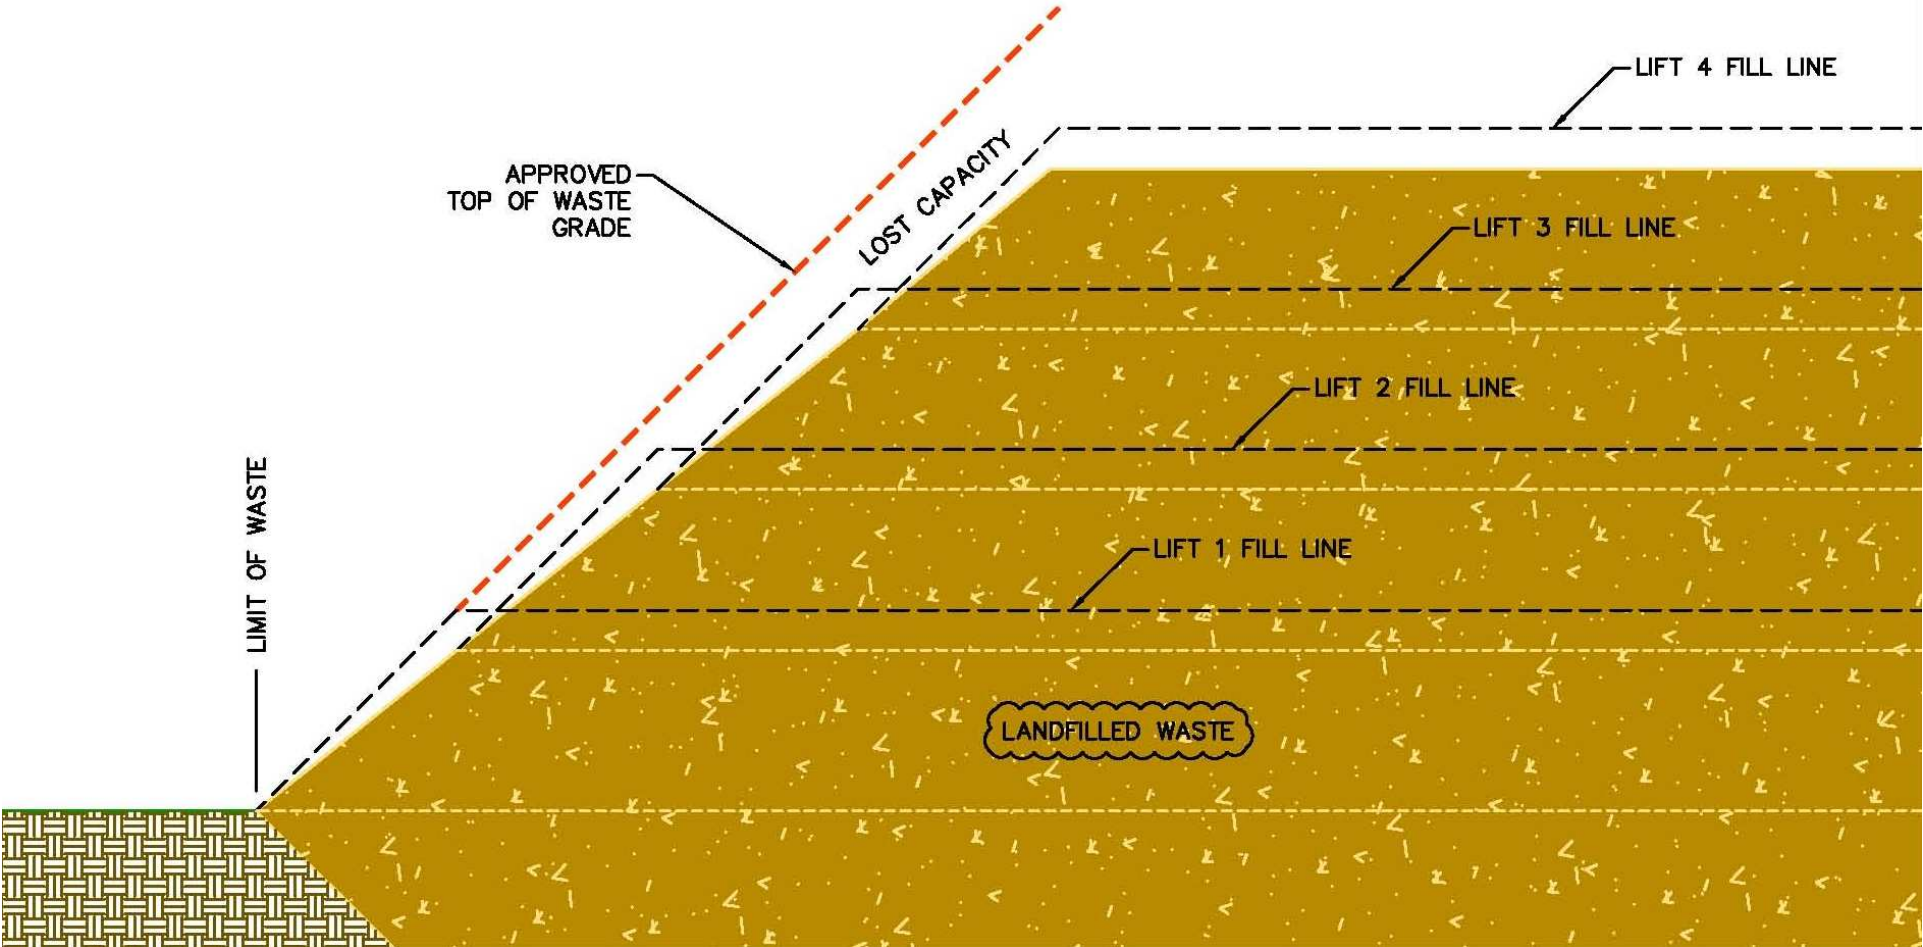 LIFT 4 FILL LINE
LOST CAPACITY
APPROVED
TOP OF WASTE
GRADE
LIFT 3 FILL LINE
LIFT 2 FILL LINE
LIMIT OF WASTE
LIFT 1 FILL LINE
LANDFILLED WASTE